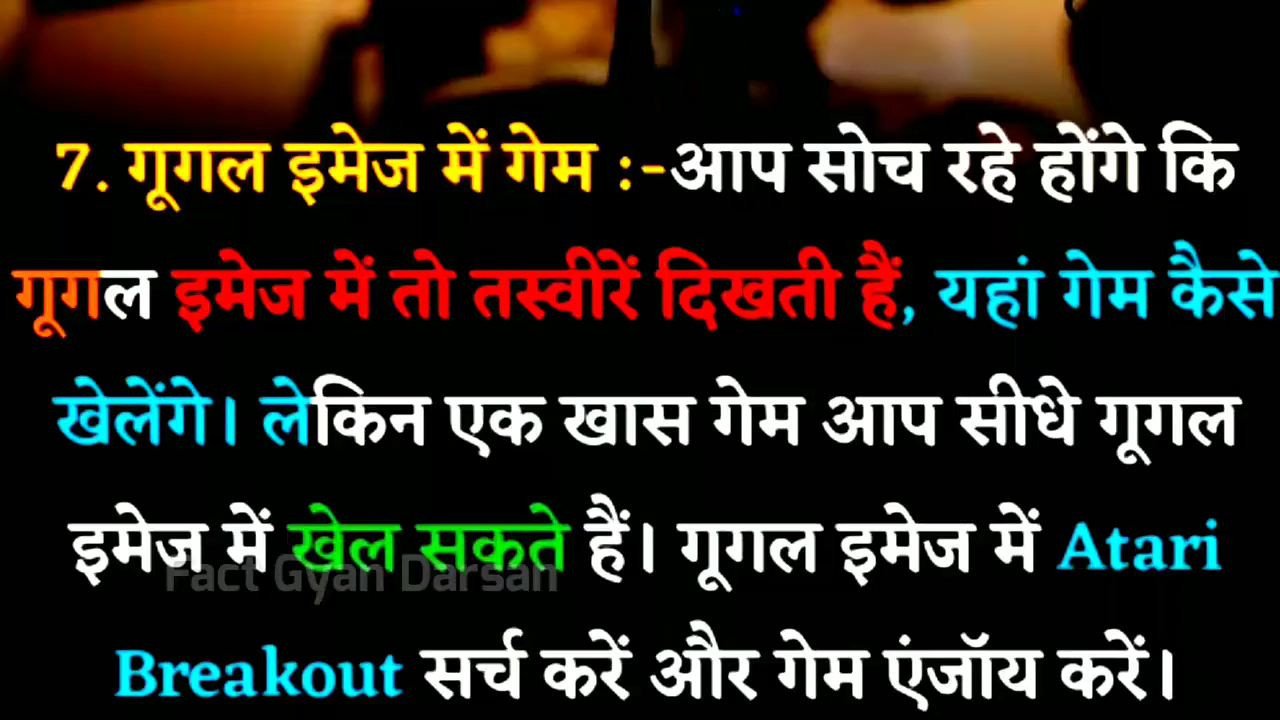 7. गूगल इमेज में गेम :-आप सोच रहे होंगे कि
गूगल इमेज में तो तस्वीरें दिखती हैं, यहां गेम कैसे
खेलेंगे। लेकिन एक खास गेम आप सीधे गूगल
इमेज में खेल सकते हैं। गूगल इमेज में Atari
Fact Gyan Darsan
Breakout सर्च करें और गेम एंजॉय करें।